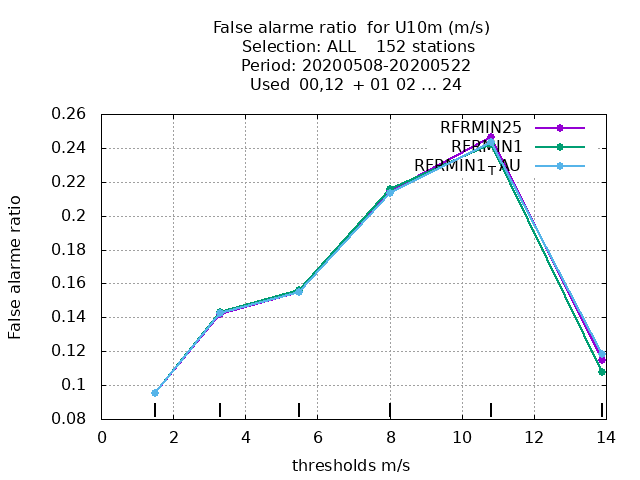 False alarme ratio  for U10m (m/s)
Selection: ALL    152 stations
Period: 20200508-20200522
Used  00,12  + 01 02 ... 24
0.26
RFRMIN25
0.24
RFRMIN1
RFRMIN1_TAU
0.22
0.2
0.18
0.16
0.14
0.12
0.1
0.08
False alarme ratio
0 2 4 6 8 10 12 14
thresholds m/s